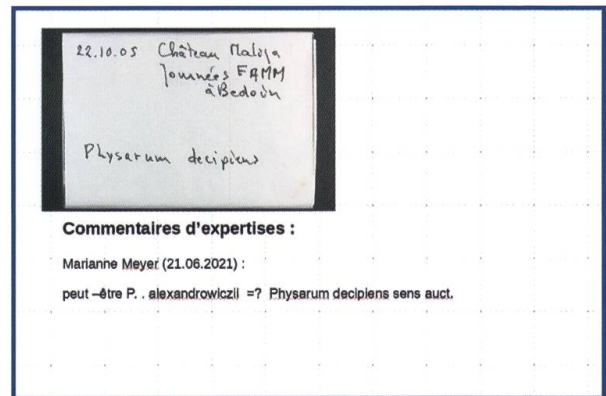 22.10.05 Château Maloja
Journées FAMM
à Bedoin
Physarum decipiens
Commentaires d'expertises :
Marianne Meyer (21.06.2021) :
peut –être P. . alexandrowiczii =? Physarum decipiens sens auct.